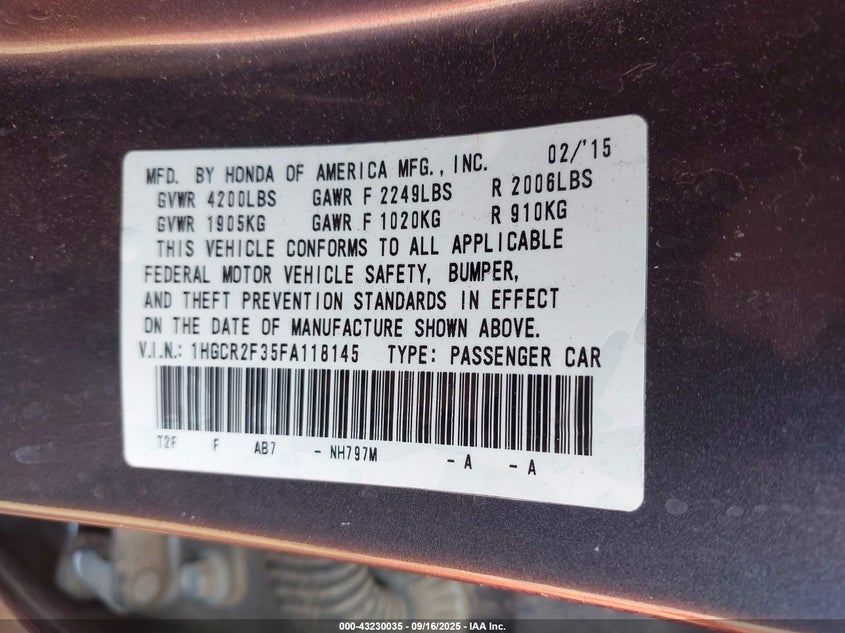 MFD. BY HONDA OF AMERICA MFG., INC. 02/'15
GVWR 4200LBS GAWR F 2249LBS R 2006LBS
GVWR 1905KG GAWR F 1020KG R 910KG
THIS VEHICLE CONFORMS TO ALL APPLICABLE
FEDERAL MOTOR VEHICLE SAFETY, BUMPER,
AND THEFT PREVENTION STANDARDS IN EFFECT
ON THE DATE OF MANUFACTURE SHOWN ABOVE.
V.I.N.: 1HGCR2F35FA118145 TYPE: PASSENGER CAR
T2F F AB7 - NH797M - A - A
000-43230035 - 09/16/2025 - IAA Inc.